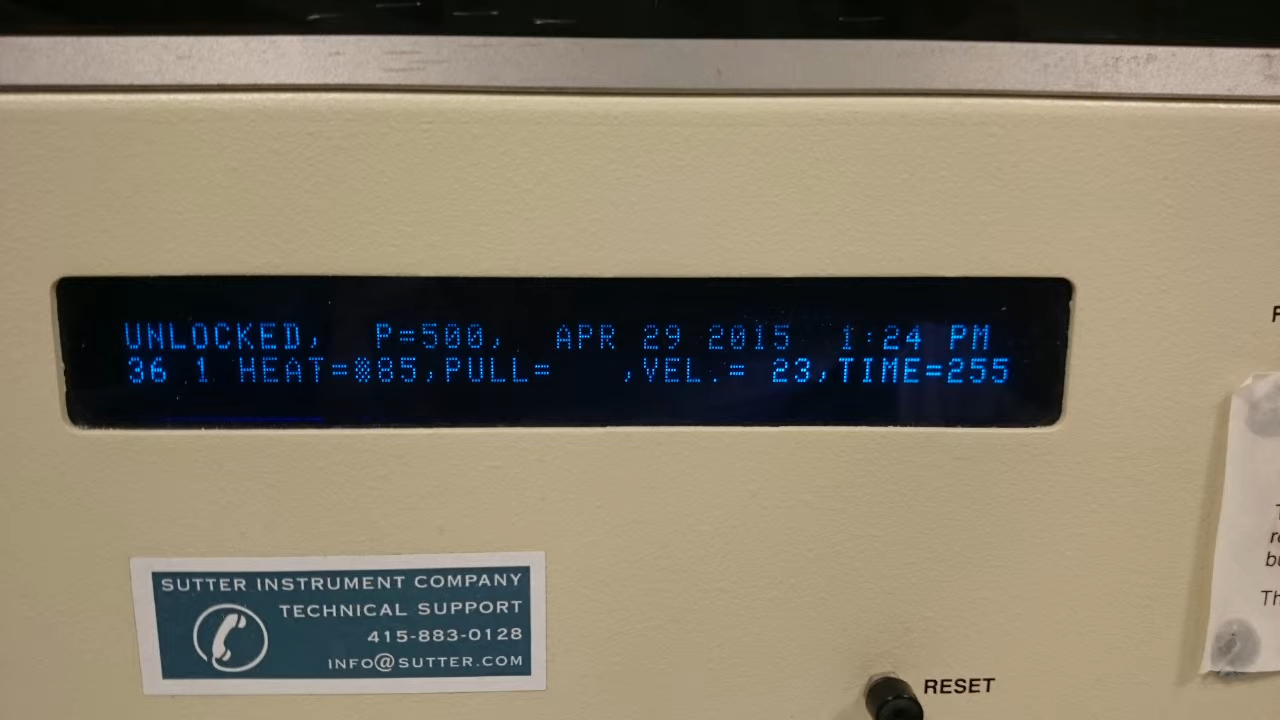 UNLOCKED, P=500, APR 29 2015 1:24 PM
36 1 HEAT=※85,PULL= ,VEL.= 23,TIME=255
SUTTER INSTRUMENT COMPANY
TECHNICAL SUPPORT
415-883-0128
INFO@SUTTER.COM
RESET